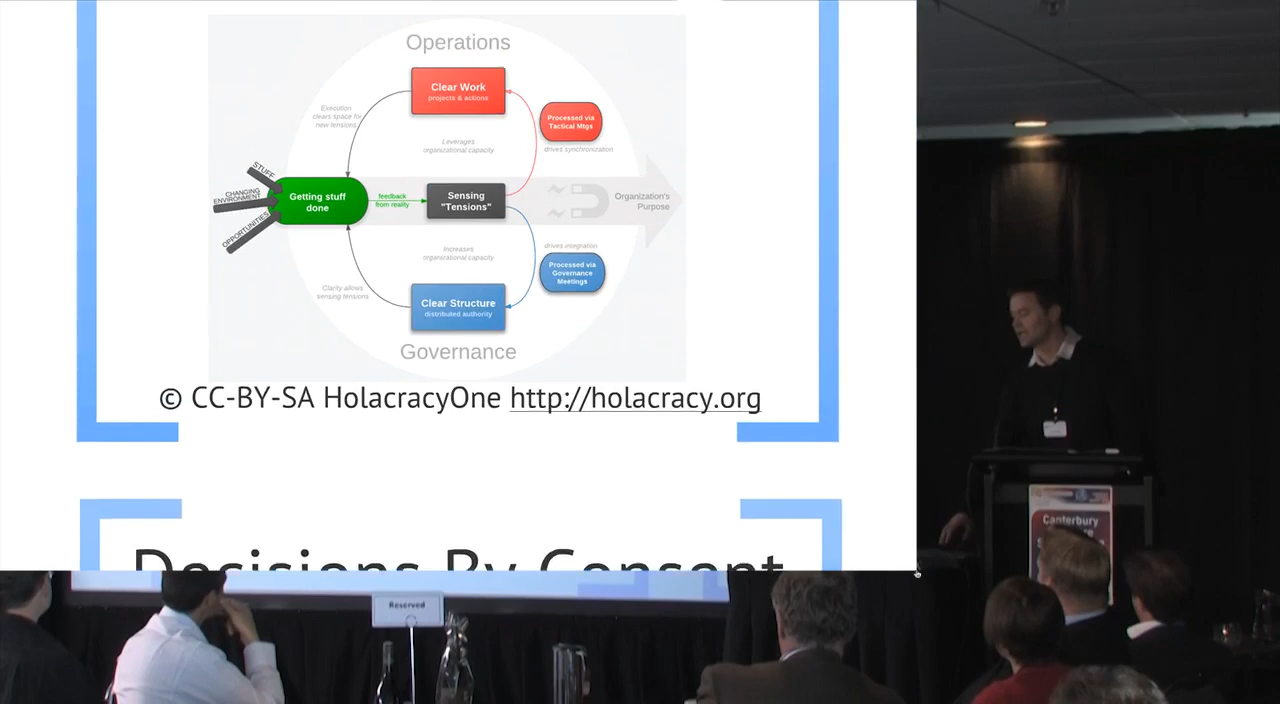 Operations
Clear Work
projects & actions
Execution
clears space for
new tensions
Processed via
Tactical Mtgs
Leverages
organizational capacity
drives synchronization
STUFF
CHANGING
ENVIRONMENT
OPPORTUNITIES
Getting stuff
done
feedback
from reality
Sensing
"Tensions"
Organization's
Purpose
Increases
organizational capacity
drives integration
Processed via
Governance
Meetings
Clarity allows
sensing tensions
Clear Structure
distributed authority
Governance
© CC-BY-SA HolacracyOne http://holacracy.org
Decisions By Consent
Reserved
Canterbury